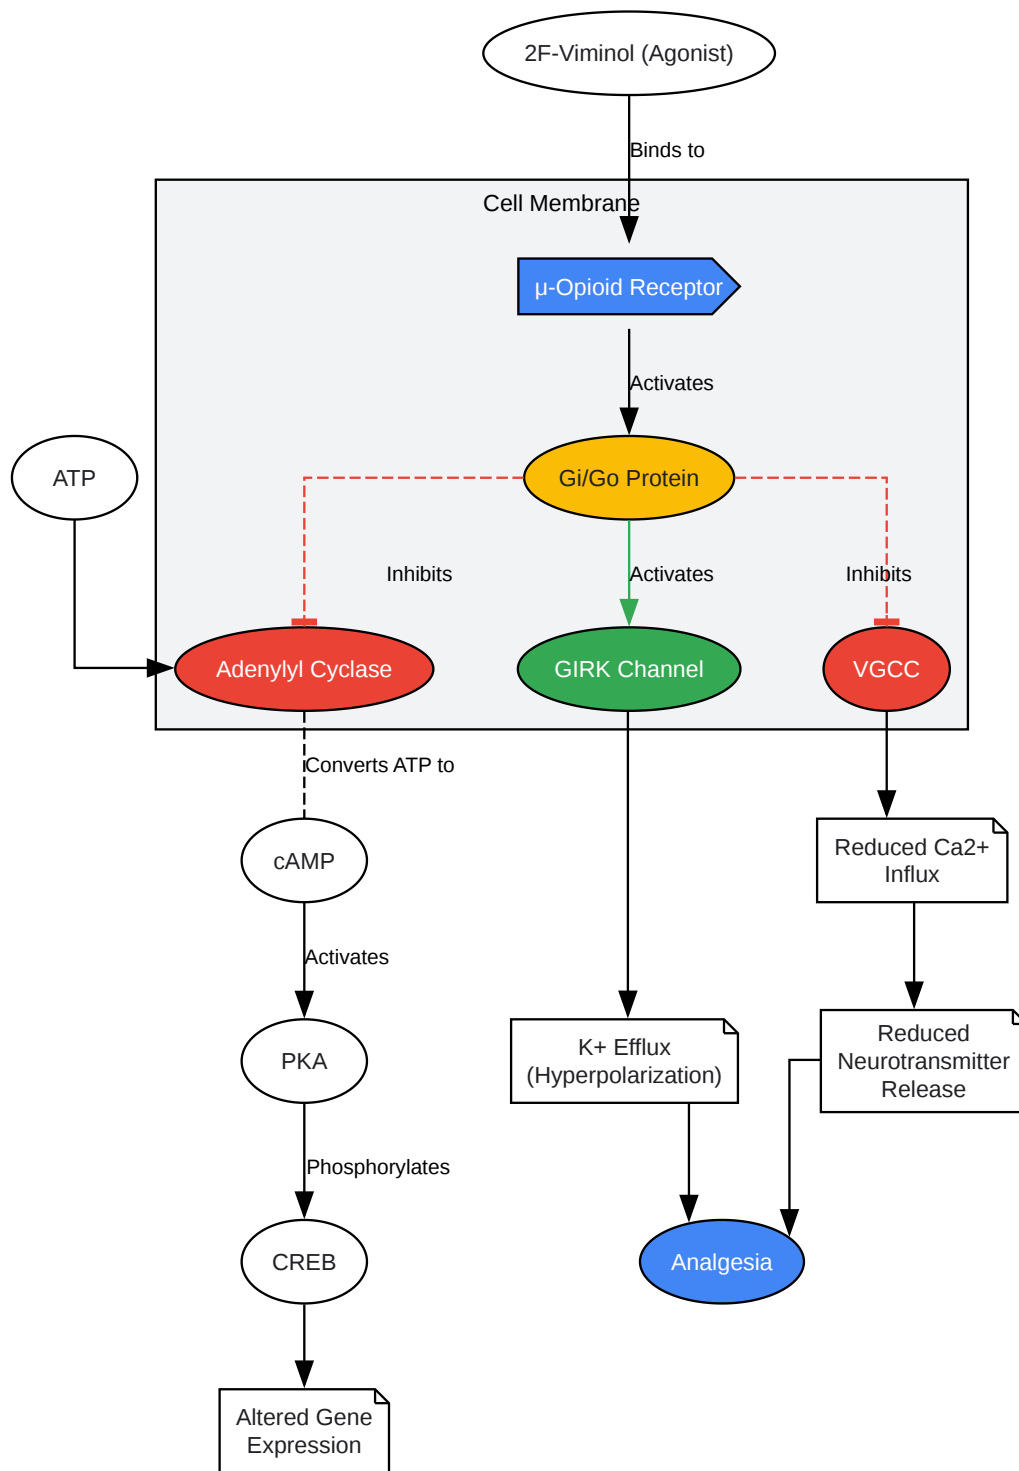 2F-Viminol (Agonist)
Binds to
Cell Membrane
μ-Opioid Receptor
Activates
ATP
Gi/Go Protein
Inhibits
Activates
Inhibits
Adenylyl Cyclase
GIRK Channel
VGCC
Converts ATP to
cAMP
Reduced Ca2+
Influx
Activates
PKA
K+ Efflux
(Hyperpolarization)
Reduced
Neurotransmitter
Release
Phosphorylates
CREB
Analgesia
Altered Gene
Expression